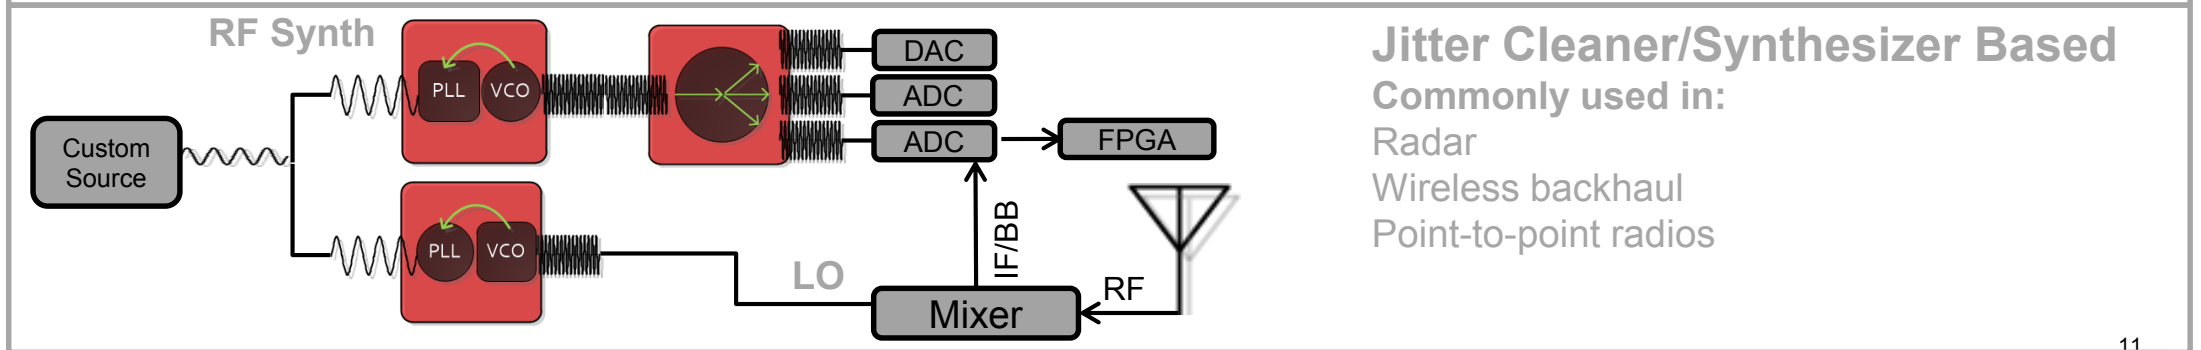 RF Synth
PLL
VCO
DAC
ADC
ADC
FPGA
Custom
Source
PLL
VCO
LO
IF/BB
Mixer
RF
Jitter Cleaner/Synthesizer Based
Commonly used in:
Radar
Wireless backhaul
Point-to-point radios
11